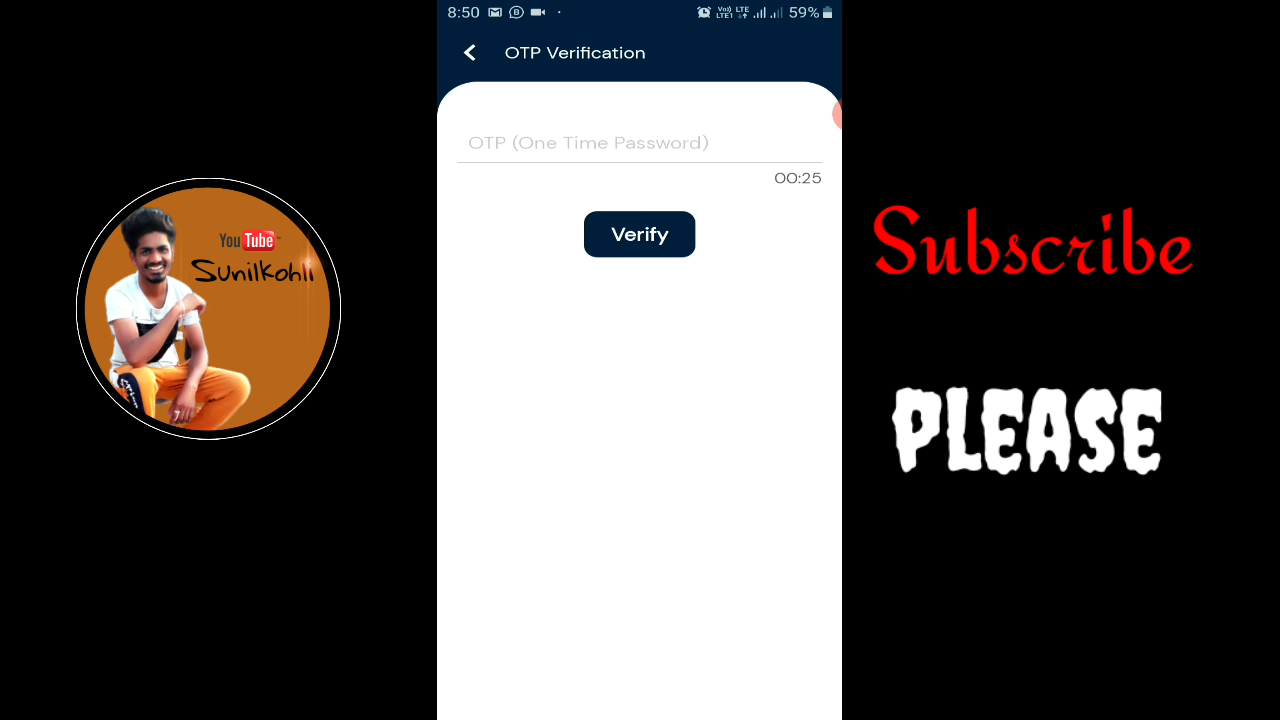 8:50
59%
OTP Verification
OTP (One Time Password)
00:25
Verify
YouTube
Sunilkohli
Subscribe
PLEASE